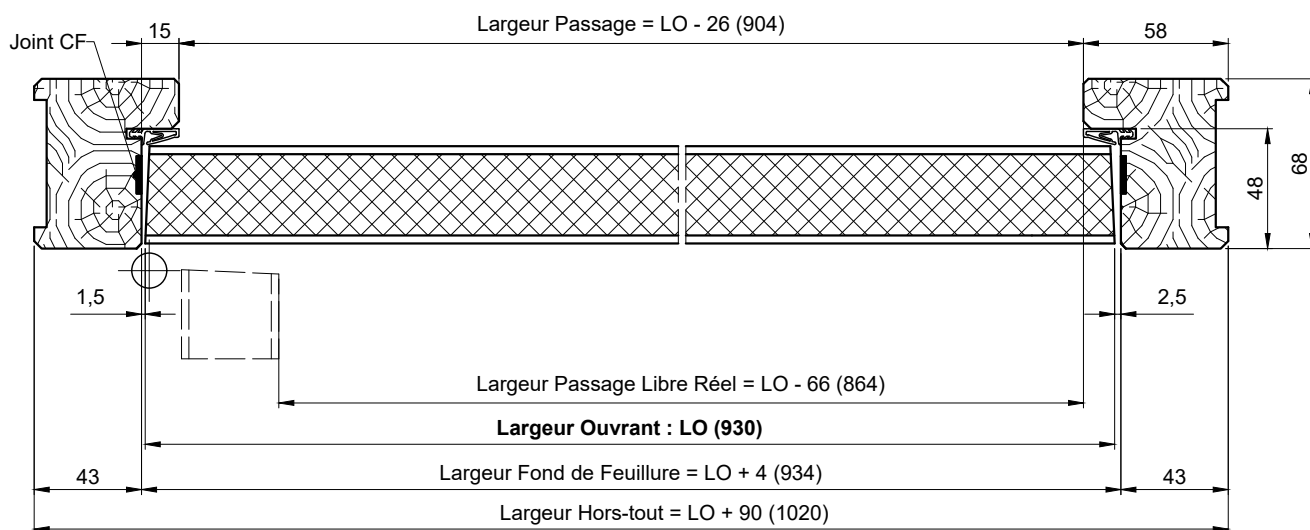 15
Largeur Passage = LO - 26 (904)
58
Joint CF
48
68
1,5
2,5
Largeur Passage Libre Réel = LO - 66 (864)
Largeur Ouvrant : LO (930)
43
Largeur Fond de Feuillure = LO + 4 (934)
43
Largeur Hors-tout = LO + 90 (1020)